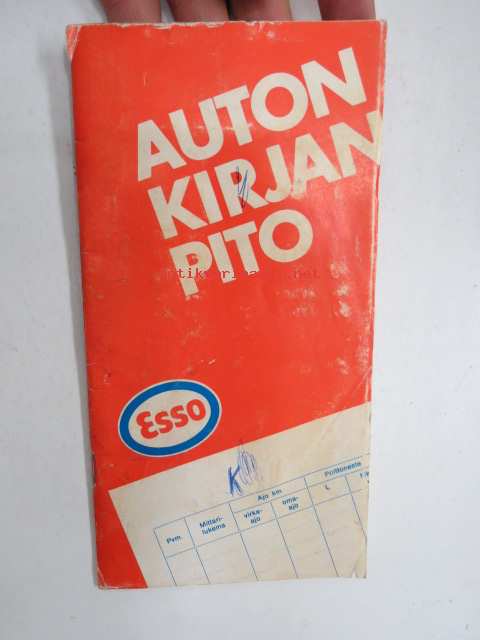 AUTON
KIRJAN
PITO
Esso
K
Ajo km
Polttoneste
Pvm.
Mittari-
lukema
virka-
ajo
oma-
ajo
L